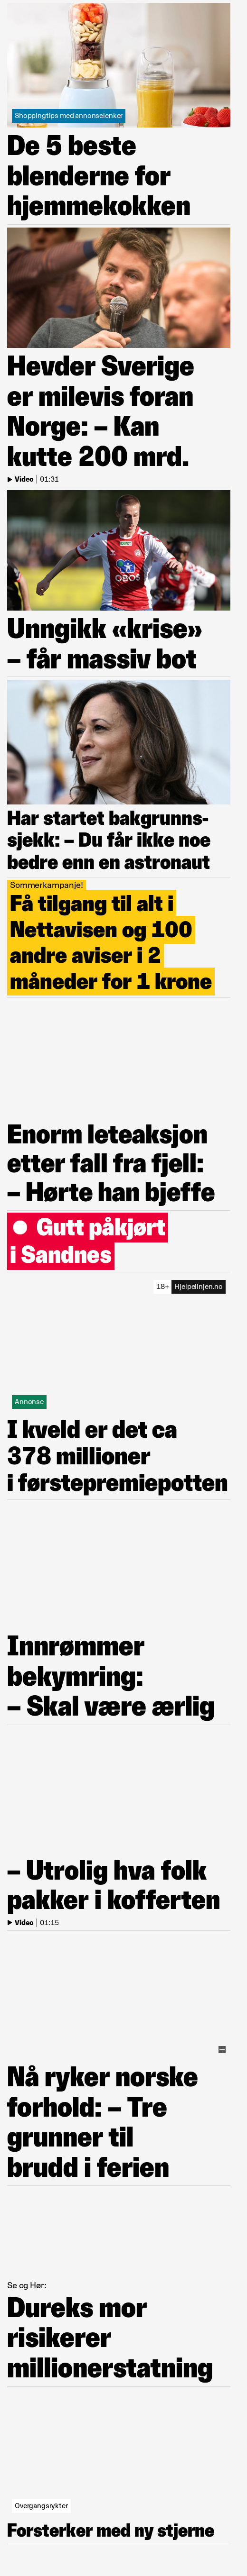 Shoppingtips med annonselenker
De 5 beste
blenderne for
hjemmekokken
Hevder Sverige
er milevis foran
Norge: – Kan
kutte 200 mrd.
Video | 01:31
OBOS
Unngikk «krise»
– får massiv bot
Har startet bakgrunns-
sjekk: – Du får ikke noe
bedre enn en astronaut
Sommerkampanje!
Få tilgang til alt i
Nettavisen og 100
andre aviser i 2
måneder for 1 krone
Enorm leteaksjon
etter fall fra fjell:
– Hørte han bjeffe
Gutt påkjørt
i Sandnes
18+ Hjelpelinjen.no
Annonse
I kveld er det ca
378 millioner
i førstepremiepotten
Innrømmer
bekymring:
– Skal være ærlig
– Utrolig hva folk
pakker i kofferten
Video | 01:15
Nå ryker norske
forhold: – Tre
grunner til
brudd i ferien
Se og Hør:
Dureks mor
risikerer
millionerstatning
Overgangsrykter
Forsterker med ny stjerne